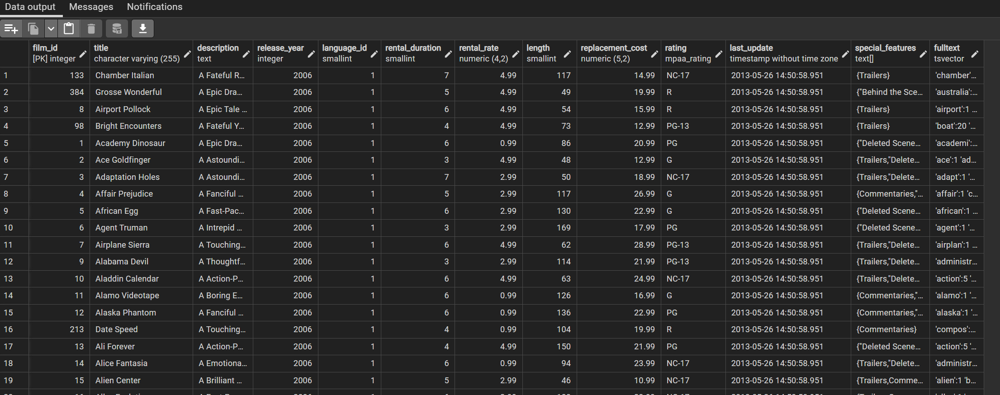 Data output Messages Notifications
film_id title description release_year language_id rental_duration rental_rate length replacement_cost rating last_update special_features fulltext
[PK] integer character varying (255) text integer smallint smallint numeric (4,2) smallint numeric (5,2) mpaa_rating timestamp without time zone text[] tsvector
1 133 Chamber Italian A Fateful R... 2006 1 7 4.99 117 14.99 NC-17 2013-05-26 14:50:58.951 {Trailers} 'chamber'...
2 384 Grosse Wonderful A Epic Dra... 2006 1 5 4.99 49 19.99 R 2013-05-26 14:50:58.951 {"Behind the Sce... 'australia':...
3 8 Airport Pollock A Epic Tale ... 2006 1 6 4.99 54 15.99 R 2013-05-26 14:50:58.951 {Trailers} 'airport':1 ...
4 98 Bright Encounters A Fateful Y... 2006 1 4 4.99 73 12.99 PG-13 2013-05-26 14:50:58.951 {Trailers} 'boat':20 '...
5 1 Academy Dinosaur A Epic Dra... 2006 1 6 0.99 86 20.99 PG 2013-05-26 14:50:58.951 {"Deleted Scene... 'academi':...
6 2 Ace Goldfinger A Astoundi... 2006 1 3 4.99 48 12.99 G 2013-05-26 14:50:58.951 {Trailers,"Delete... 'ace':1 'ad...
7 3 Adaptation Holes A Astoundi... 2006 1 7 2.99 50 18.99 NC-17 2013-05-26 14:50:58.951 {Trailers,"Delete... 'adapt':1 '...
8 4 Affair Prejudice A Fanciful ... 2006 1 5 2.99 117 26.99 G 2013-05-26 14:50:58.951 {Commentaries,"... 'affair':1 'c...
9 5 African Egg A Fast-Pac... 2006 1 6 2.99 130 22.99 G 2013-05-26 14:50:58.951 {"Deleted Scene... 'african':1 ...
10 6 Agent Truman A Intrepid ... 2006 1 3 2.99 169 17.99 PG 2013-05-26 14:50:58.951 {"Deleted Scene... 'agent':1 '...
11 7 Airplane Sierra A Touching... 2006 1 6 4.99 62 28.99 PG-13 2013-05-26 14:50:58.951 {Trailers,"Delete... 'airplan':1 ...
12 9 Alabama Devil A Thoughtf... 2006 1 3 2.99 114 21.99 PG-13 2013-05-26 14:50:58.951 {Trailers,"Delete... 'administr...
13 10 Aladdin Calendar A Action-P... 2006 1 6 4.99 63 24.99 NC-17 2013-05-26 14:50:58.951 {Trailers,"Delete... 'action':5 '...
14 11 Alamo Videotape A Boring E... 2006 1 6 0.99 126 16.99 G 2013-05-26 14:50:58.951 {Commentaries,"... 'alamo':1 '...
15 12 Alaska Phantom A Fanciful ... 2006 1 6 0.99 136 22.99 PG 2013-05-26 14:50:58.951 {Commentaries,"... 'alaska':1 '...
16 213 Date Speed A Touching... 2006 1 4 0.99 104 19.99 R 2013-05-26 14:50:58.951 {Commentaries} 'compos':...
17 13 Ali Forever A Action-P... 2006 1 4 4.99 150 21.99 PG 2013-05-26 14:50:58.951 {"Deleted Scene... 'action':5 '...
18 14 Alice Fantasia A Emotiona... 2006 1 6 0.99 94 23.99 NC-17 2013-05-26 14:50:58.951 {Trailers,"Delete... 'administr...
19 15 Alien Center A Brilliant ... 2006 1 5 2.99 46 10.99 NC-17 2013-05-26 14:50:58.951 {Trailers,Comme... 'alien':1 'b...